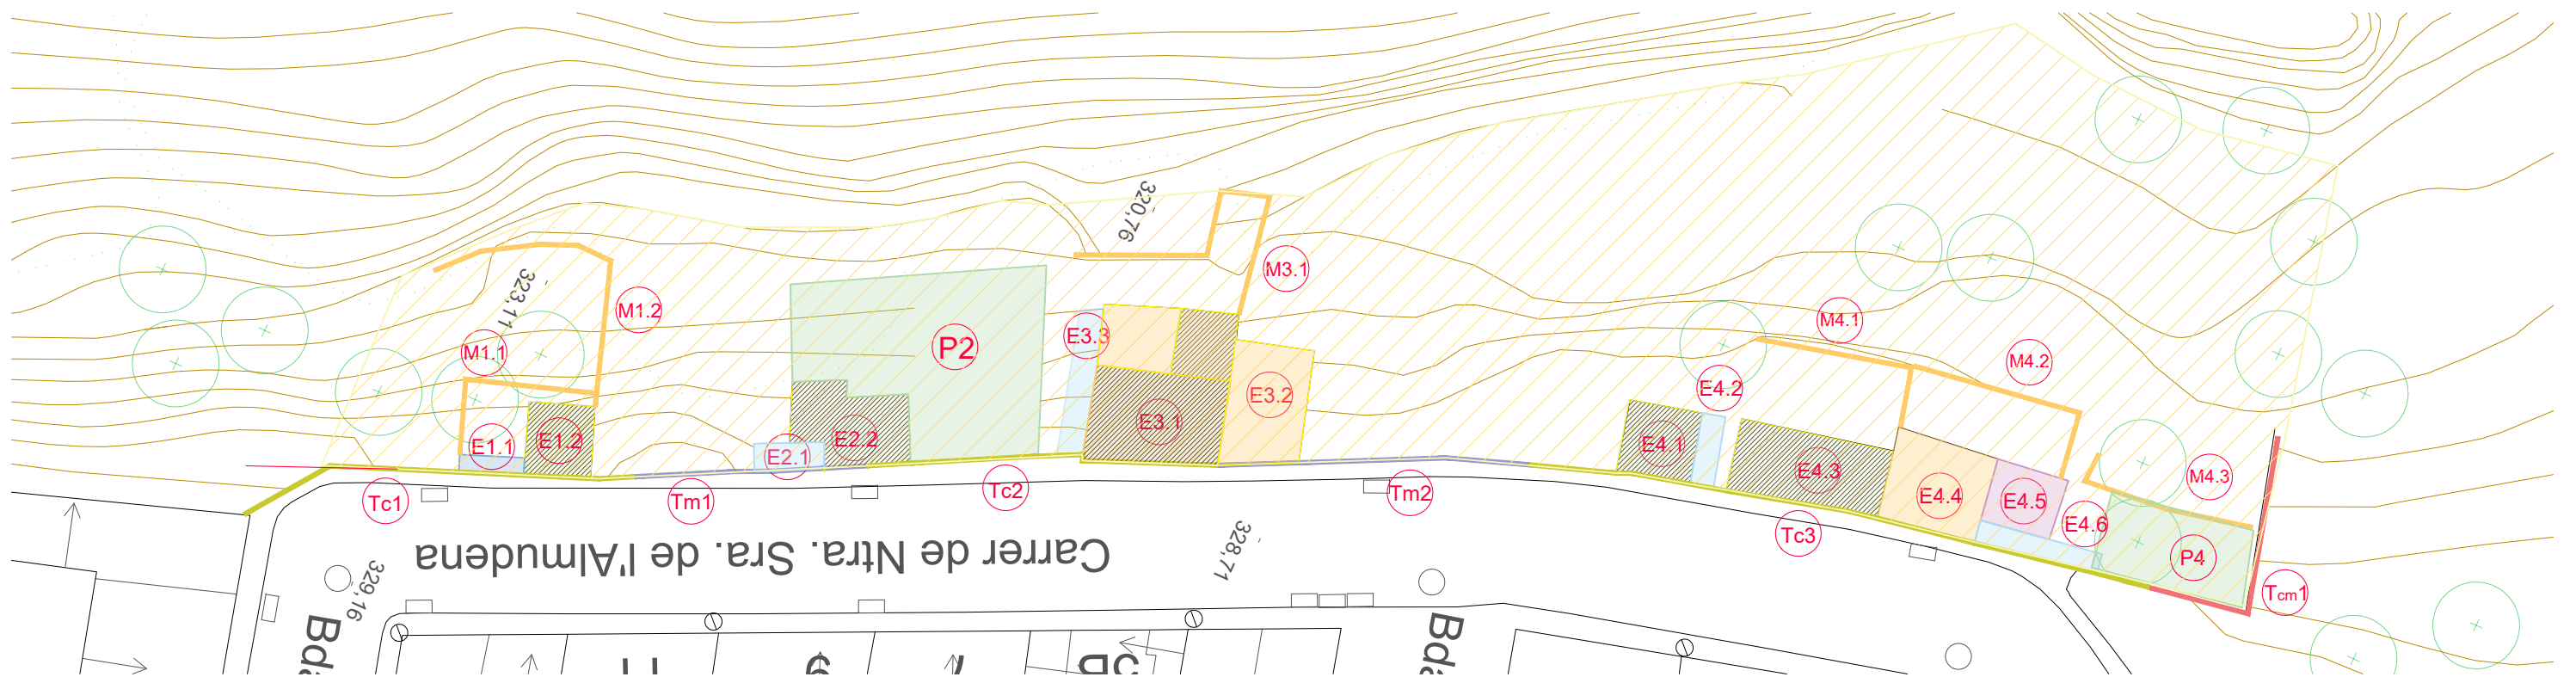 320,76
323,11
M3.1
M1.2
M4.1
E3.3
P2
M1.1
M4.2
E4.2
E3.2
E3.1
E1.1
E1.2
E2.2
E2.1
E4.1
E4.3
E4.4
E4.5
E4.6
M4.3
P4
Tc1
Tm1
Tc2
Tm2
Tc3
Tcm1
Carrer de Ntra. Sra. de l'Almudena
328,71
329,16